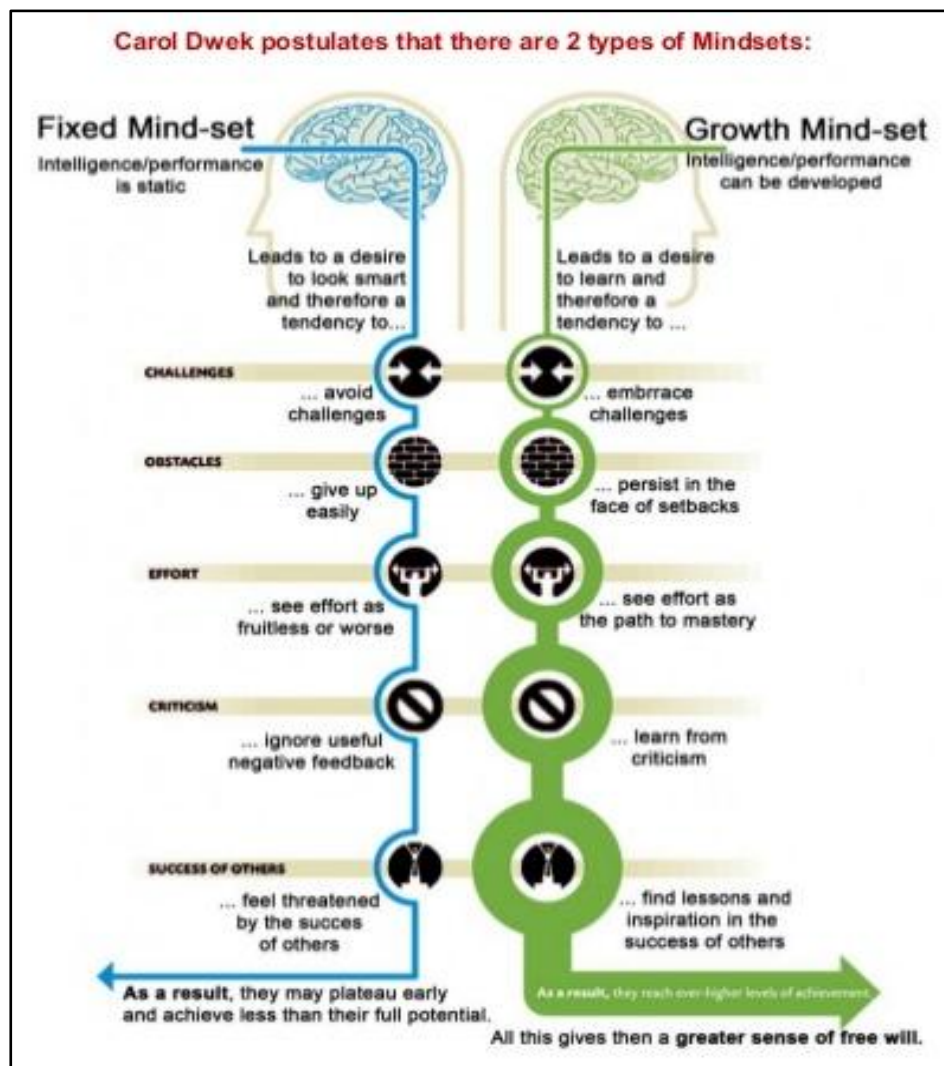 Carol Dwek postulates that there are 2 types of Mindsets:
Fixed Mind-set
Intelligence/performance
is static
Growth Mind-set
Intelligence/performance
can be developed
Leads to a desire
to look smart
and therefore a
tendency to...
Leads to a desire
to learn and
therefore a
tendency to ...
CHALLENGES
... avoid
challenges
... embrrace
challenges
OBSTACLES
... give up
easily
... persist in the
face of setbacks
EFFORT
... see effort as
fruitless or worse
... see effort as
the path to mastery
CRITICISM
... ignore useful
negative feedback
... learn from
criticism
SUCCESS OF OTHERS
... feel threatened
by the succes
of others
... find lessons and
inspiration in the
success of others
As a result, they may plateau early
and achieve less than their full potential.
As a result, they reach ever-higher levels of achievement.
All this gives then a greater sense of free will.